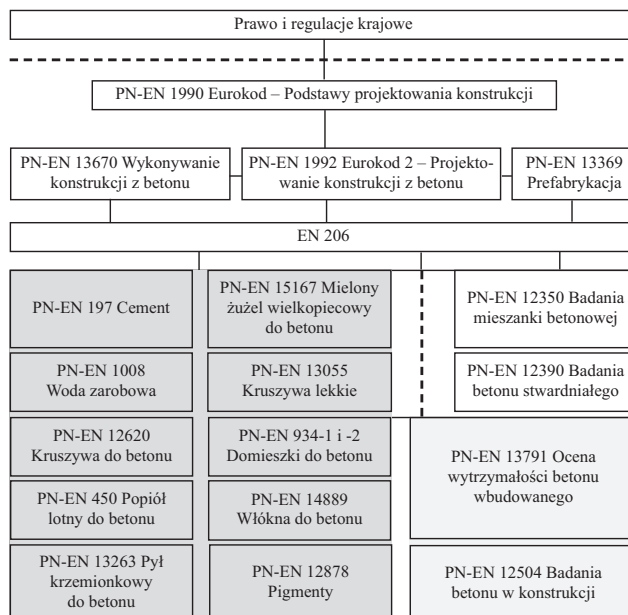 Prawo i regulacje krajowe
PN-EN 1990 Eurokod – Podstawy projektowania konstrukcji
PN-EN 13670 Wykonywanie
konstrukcji z betonu
PN-EN 1992 Eurokod 2 – Projekto-
wanie konstrukcji z betonu
PN-EN 13369
Prefabrykacja
EN 206
PN-EN 197 Cement
PN-EN 15167 Mielony
żużel wielkopiecowy
do betonu
PN-EN 12350 Badania
mieszanki betonowej
PN-EN 1008
Woda zarobowa
PN-EN 13055
Kruszywa lekkie
PN-EN 12390 Badania
betonu stwardniałego
PN-EN 12620
Kruszywa do betonu
PN-EN 934-1 i -2
Domieszki do betonu
PN-EN 13791 Ocena
wytrzymałości betonu
wbudowanego
PN-EN 450 Popiół
lotny do betonu
PN-EN 14889
Włókna do betonu
PN-EN 13263 Pył
krzemionkowy
do betonu
PN-EN 12878
Pigmenty
PN-EN 12504 Badania
betonu w konstrukcji